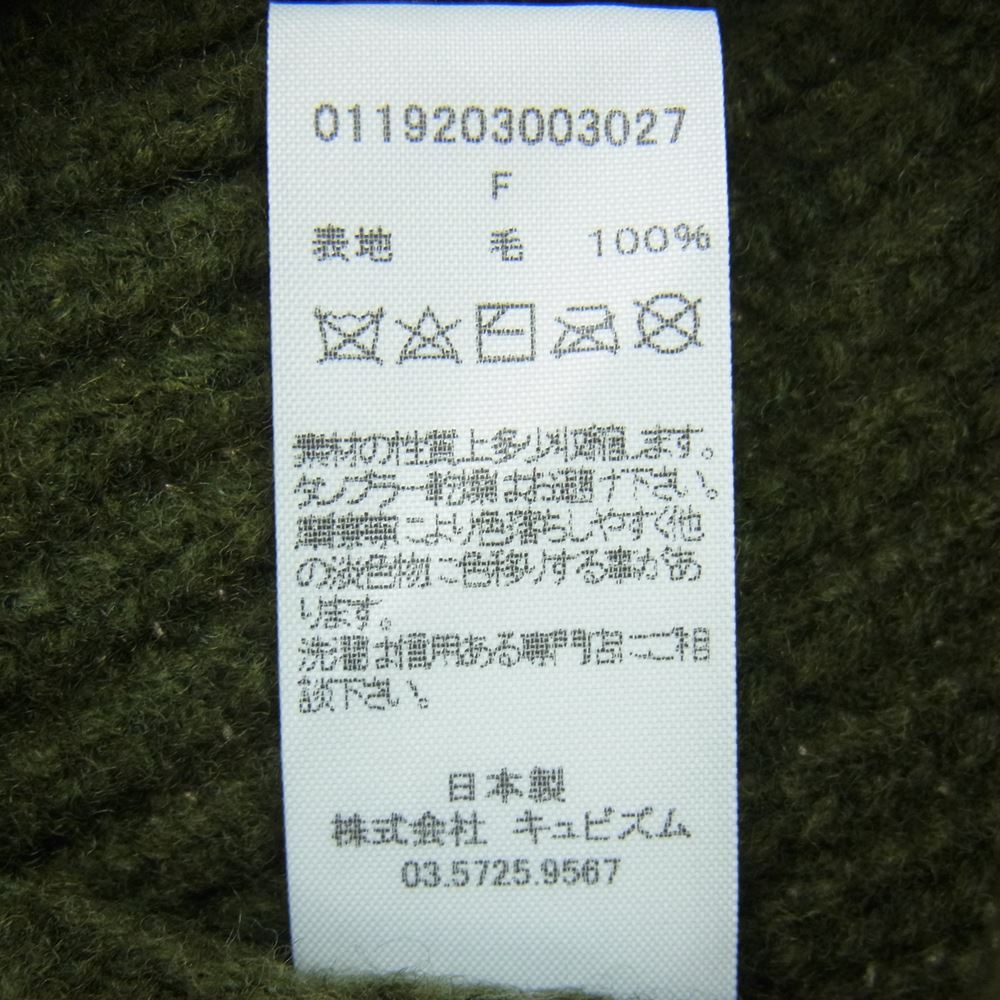 0119203003027
F
表地 毛 100%
素材の性質上多少収縮します。
タンブラー乾燥はお避け下さい。
摩擦等により色落ちしやすく他
の淡色物に色移りする事があ
ります。
洗濯は信用ある専門店にご相
談下さい。
日本製
株式会社 キュビズム
03.5725.9567